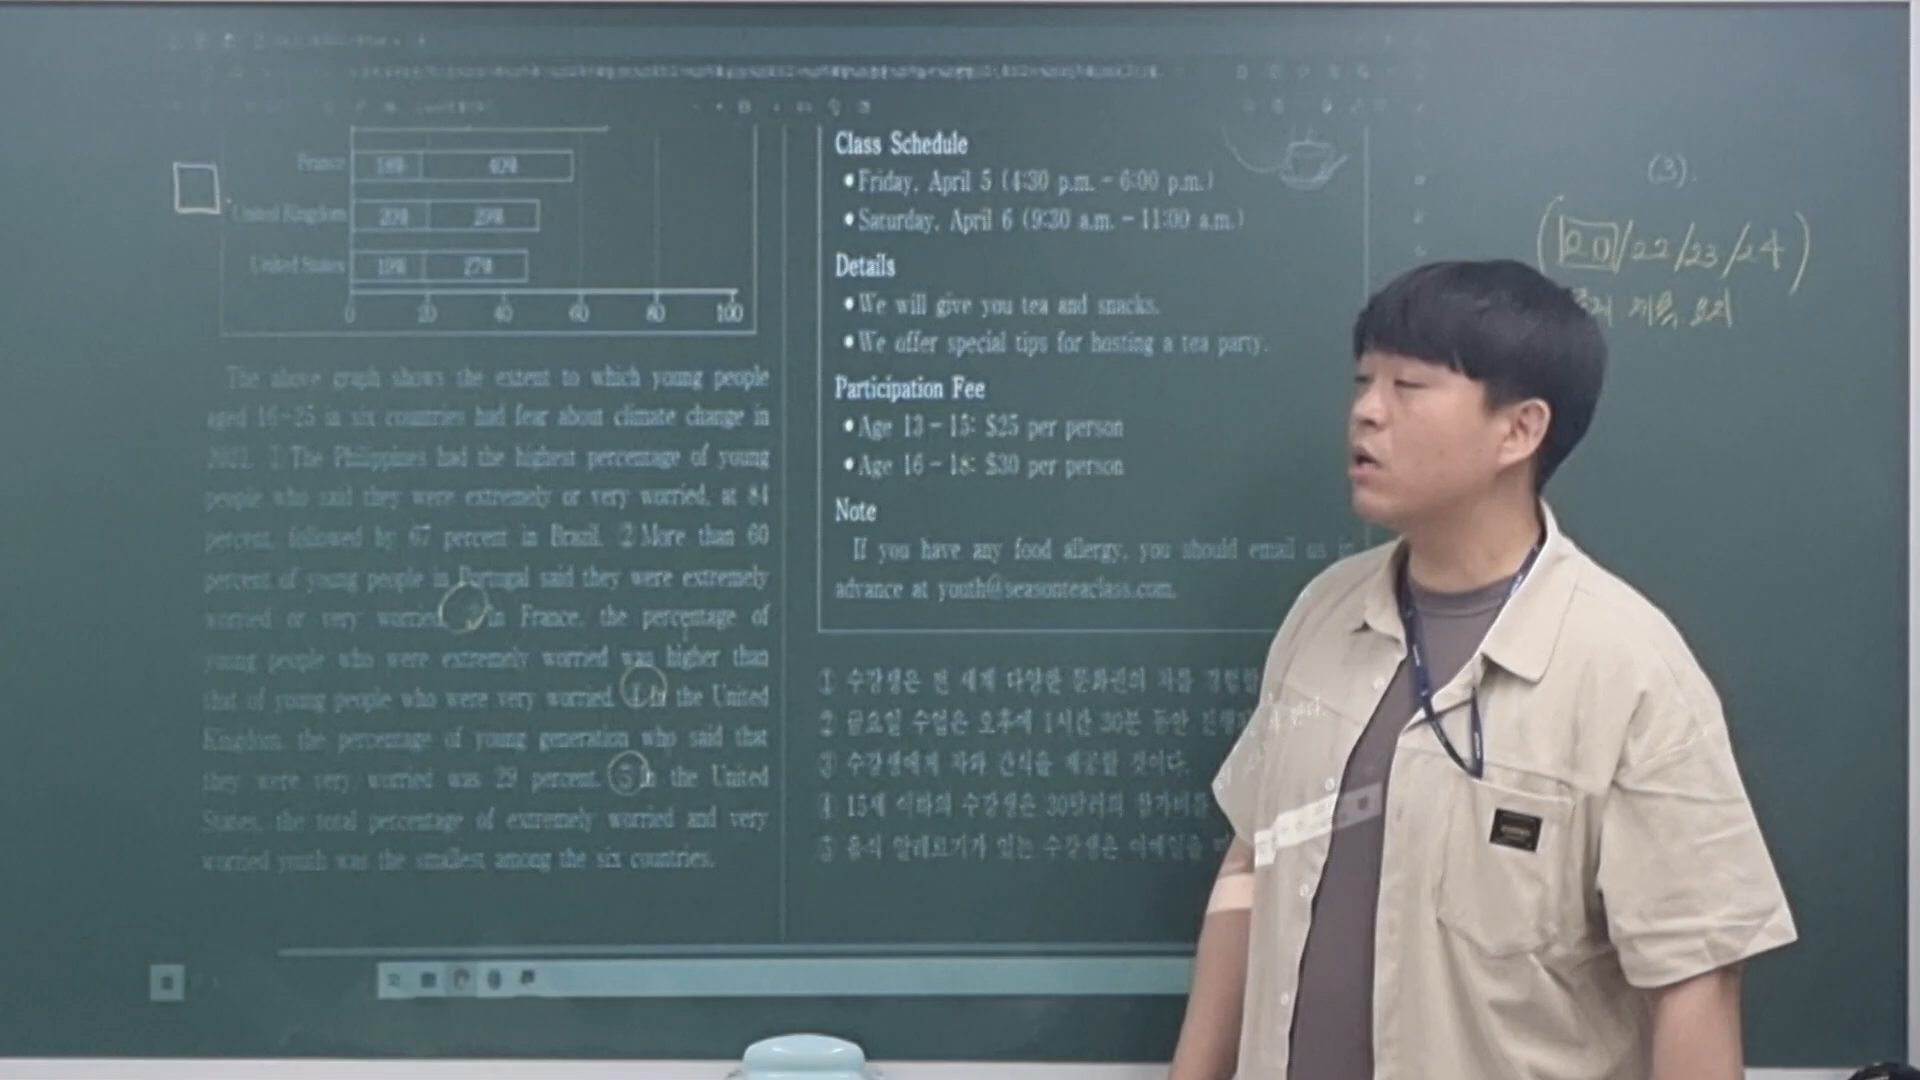 France 18% 40%
United Kingdom 20% 29%
United States 19% 27%
0 20 40 60 80 100
The above graph shows the extent to which young people
aged 16-25 in six countries had fear about climate change in
2021. ① The Philippines had the highest percentage of young
people who said they were extremely or very worried, at 84
percent, followed by 67 percent in Brazil. ② More than 60
percent of young people in Portugal said they were extremely
worried or very worried. In France, the percentage of
young people who were extremely worried was higher than
that of young people who were very worried. ④ In the United
Kingdom, the percentage of young generation who said that
they were very worried was 29 percent. ⑤ In the United
States, the total percentage of extremely worried and very
worried youth was the smallest among the six countries.
Class Schedule
• Friday, April 5 (4:30 p.m. - 6:00 p.m.)
• Saturday, April 6 (9:30 a.m. - 11:00 a.m.)
Details
• We will give you tea and snacks.
• We offer special tips for hosting a tea party.
Participation Fee
• Age 13 - 15: $25 per person
• Age 16 - 18: $30 per person
Note
If you have any food allergy, you should email us in
advance at youth@seasonteaclass.com.
① 수강생은 전 세계 다양한 문화권의 차를 경험할
② 금요일 수업은 오후에 1시간 30분 동안 진행
③ 수강생에게 차와 간식을 제공할 것이다.
④ 15세 이하의 수강생은 30달러의 참가비를
⑤ 음식 알레르기가 있는 수강생은 이메일을
(3).
(20/22/23/24)
제목 요지